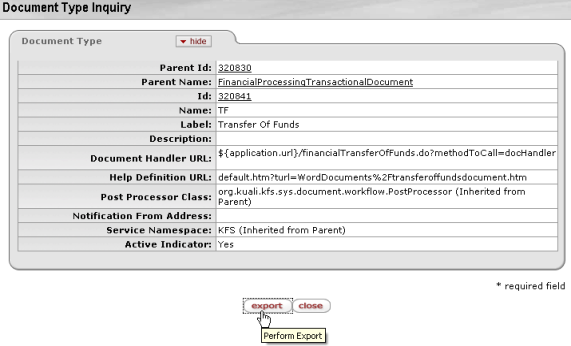 Document Type Inquiry
Document Type
hide
Parent Id: 320830
Parent Name: FinancialProcessingTransactionalDocument
Id: 320841
Name: TF
Label: Transfer Of Funds
Description:
Document Handler URL: ${application.url}/financialTransferOfFunds.do?methodToCall=docHandler
Help Definition URL: default.htm?turl=WordDocuments%2Ftransferoffundsdocument.htm
Post Processor Class: org.kuali.kfs.sys.document.workflow.PostProcessor (Inherited from
Parent)
Notification From Address:
Service Namespace: KFS (Inherited from Parent)
Active Indicator: Yes
* required field
export close
Perform Export